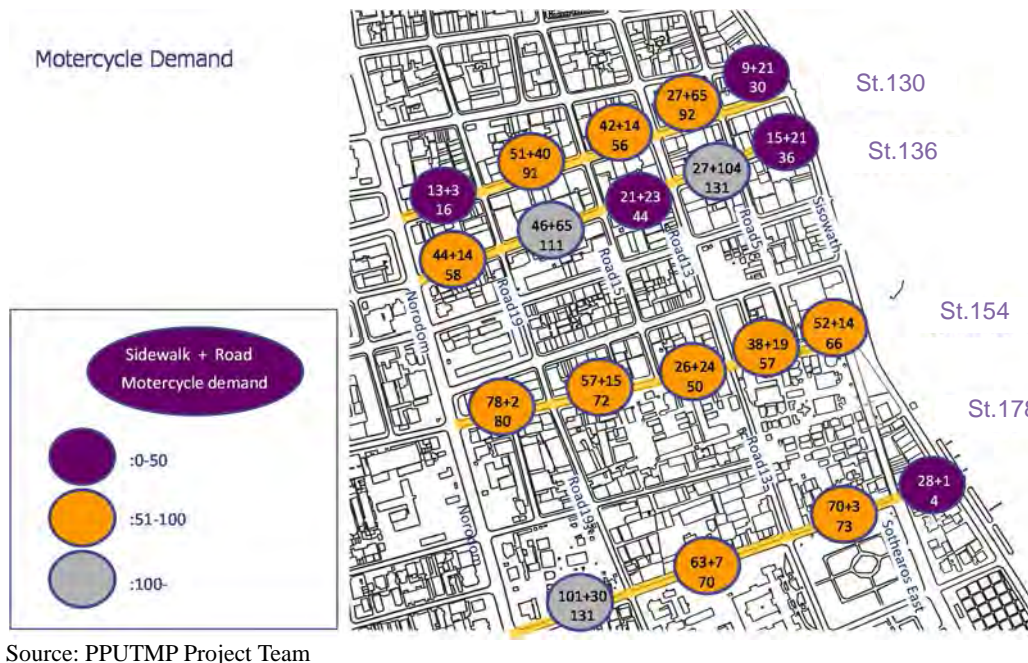 Motercycle Demand
St.130
St.136
St.154
St.178
9+21
30
27+65
92
42+14
56
51+40
91
13+3
16
15+21
36
27+104
131
21+23
44
46+65
111
44+14
58
52+14
66
38+19
57
26+24
50
57+15
72
78+2
80
28+1
4
70+3
73
63+7
70
101+30
131
Norodom
Road19
Road13
Road5
Sisowath
Norodom
Road19
Road13
Sothearos East
Sidewalk + Road
Motercycle demand
:0-50
:51-100
:100-
Source: PPUTMP Project Team